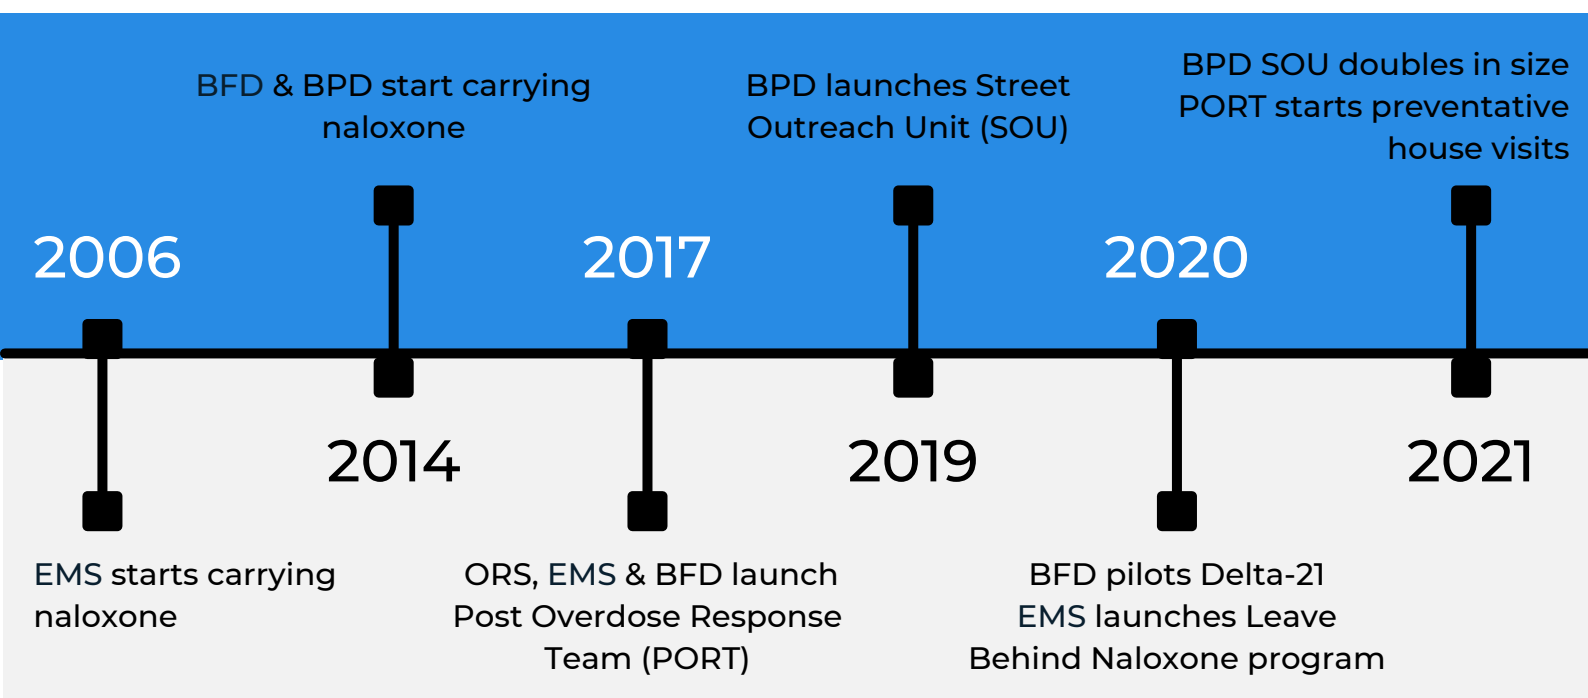 2006
EMS starts carrying
naloxone
BFD & BPD start carrying
naloxone
2014
2017
ORS, EMS & BFD launch
Post Overdose Response
Team (PORT)
BPD launches Street
Outreach Unit (SOU)
2019
2020
BFD pilots Delta-21
EMS launches Leave
Behind Naloxone program
BPD SOU doubles in size
PORT starts preventative
house visits
2021